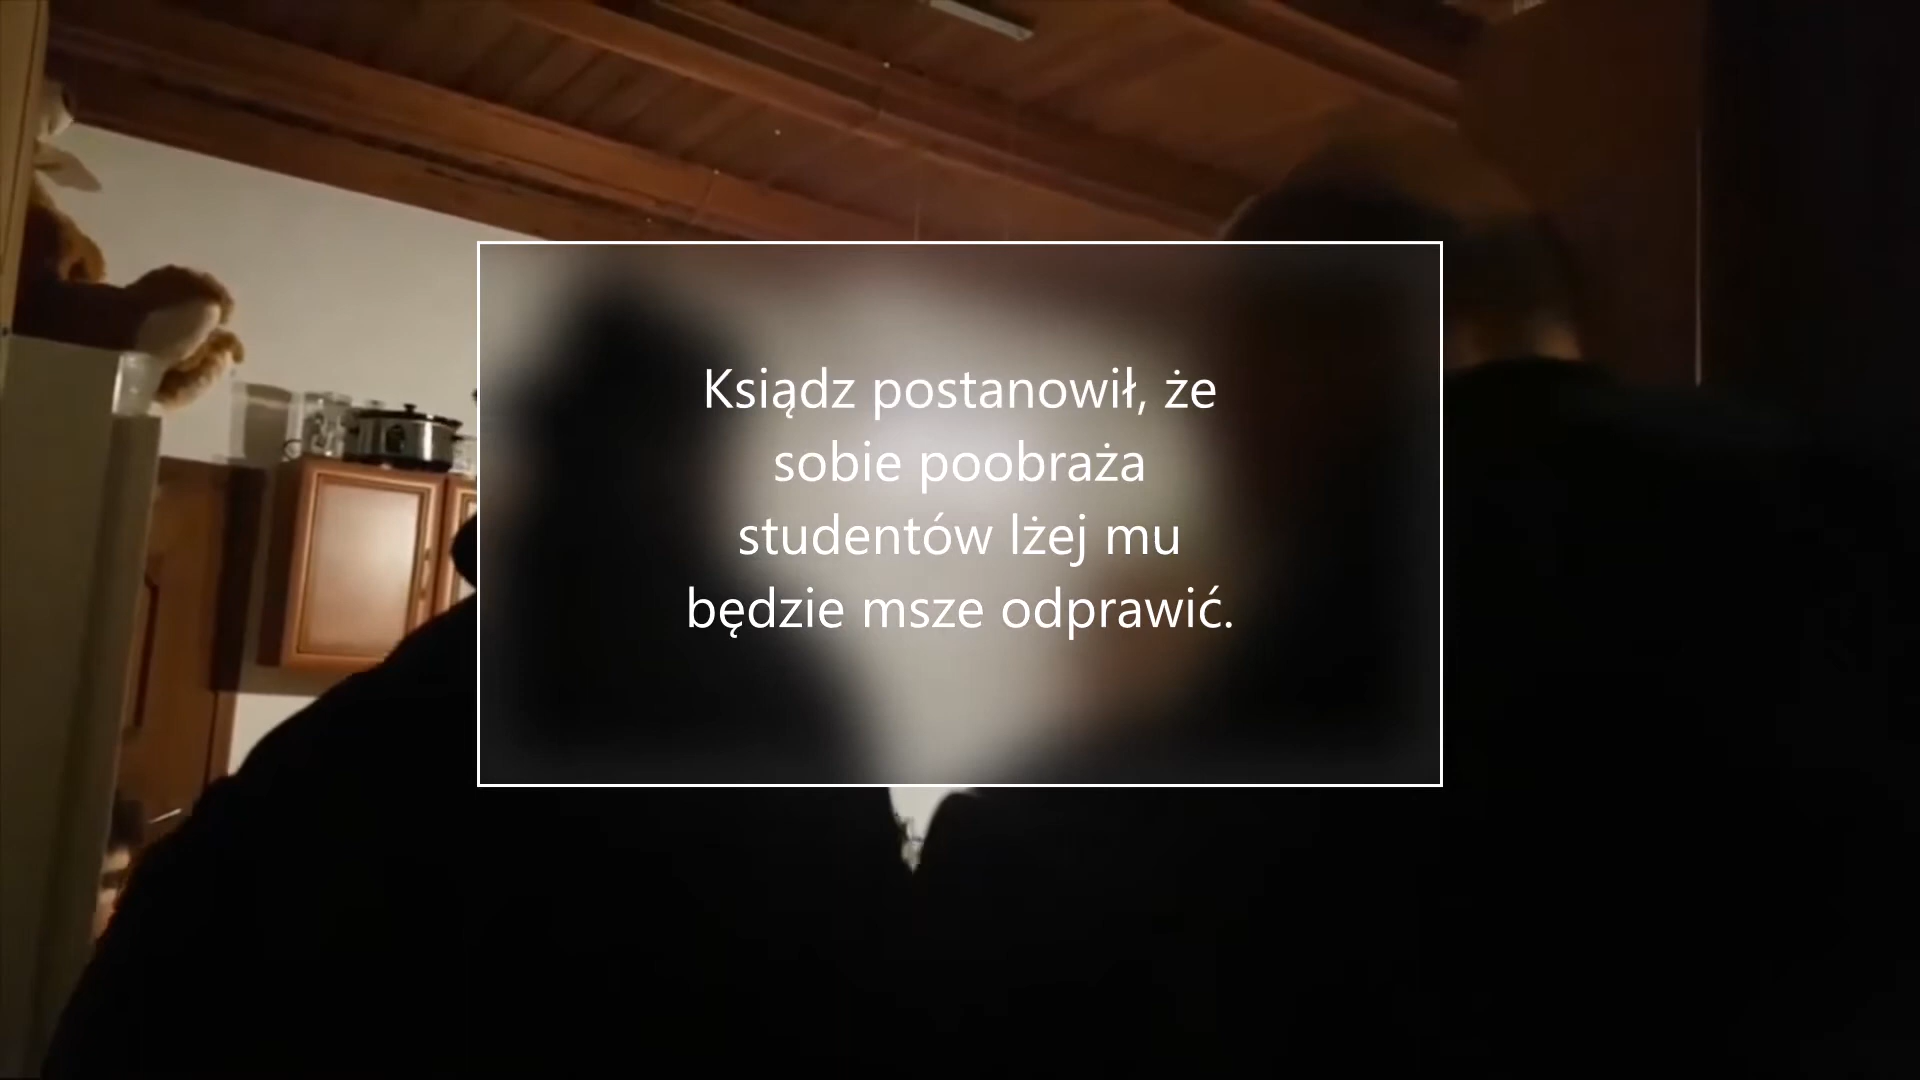 Ksiądz postanowił, że
sobie poobraża
studentów lżej mu
będzie msze odprawić.